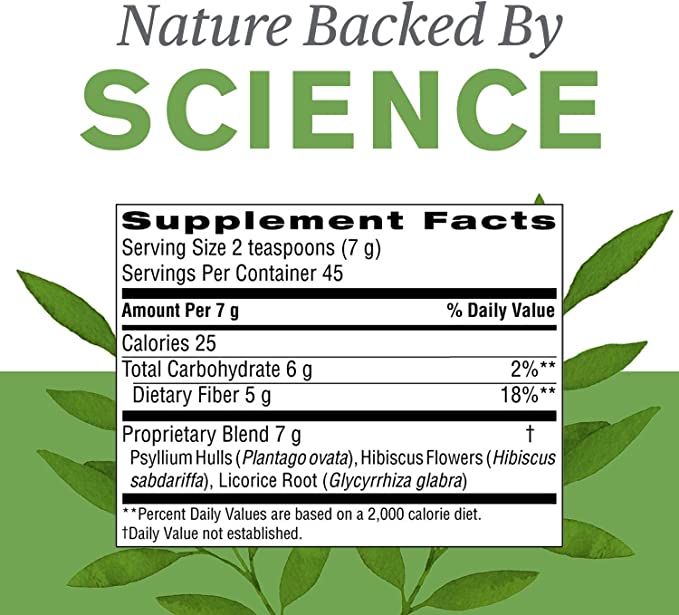 Nature Backed By
SCIENCE
Supplement Facts
Serving Size 2 teaspoons (7 g)
Servings Per Container 45
Amount Per 7 g % Daily Value
Calories 25
Total Carbohydrate 6 g 2%**
Dietary Fiber 5 g 18%**
Proprietary Blend 7 g †
Psyllium Hulls (Plantago ovata), Hibiscus Flowers (Hibiscus
sabdariffa), Licorice Root (Glycyrrhiza glabra)
**Percent Daily Values are based on a 2,000 calorie diet.
†Daily Value not established.